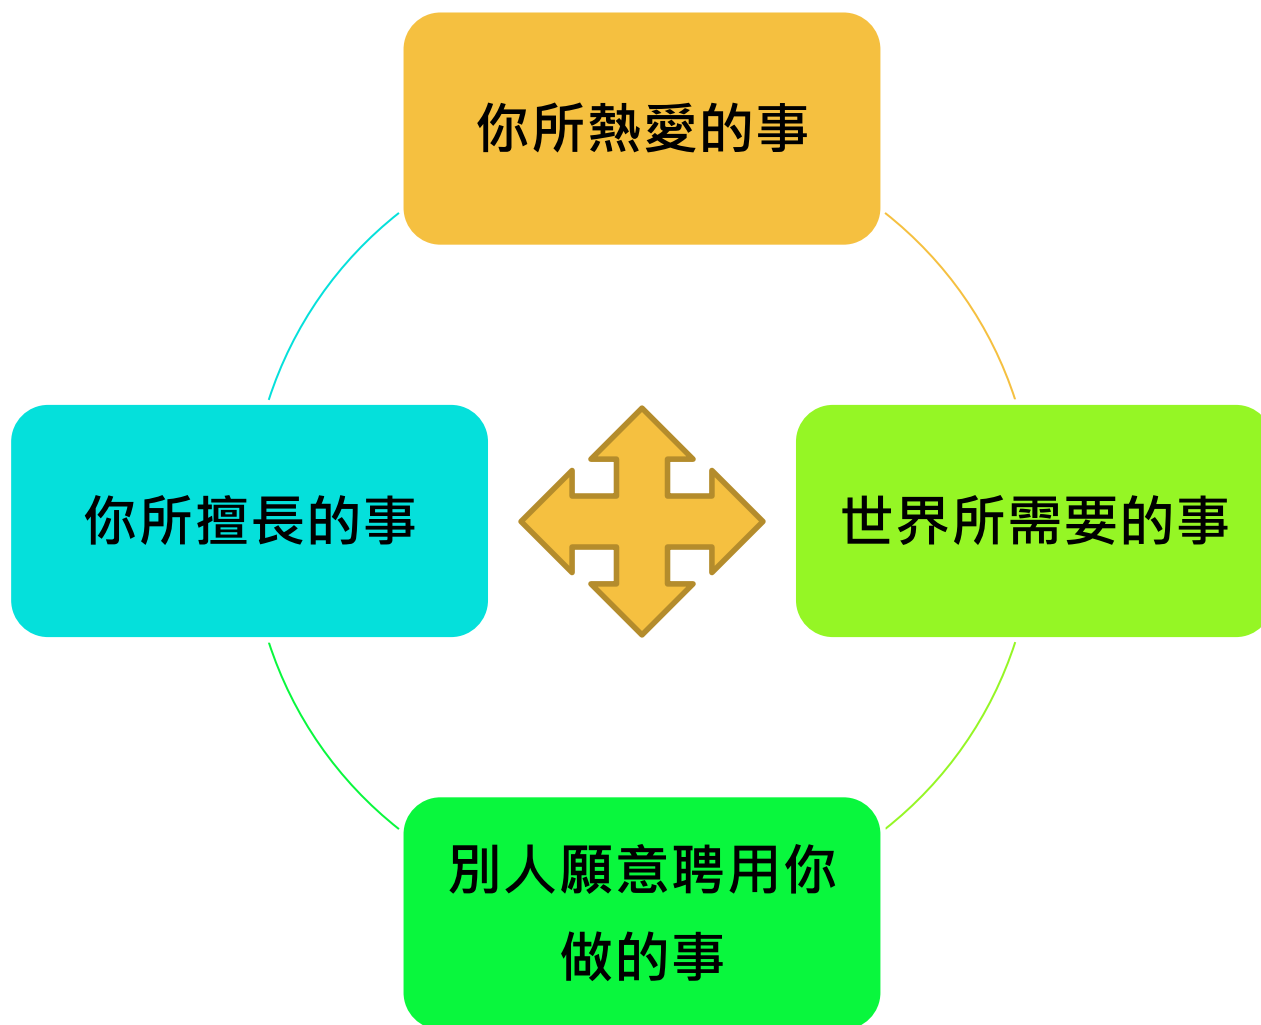 你所熱愛的事
你所擅長的事
世界所需要的事
別人願意聘用你
做的事